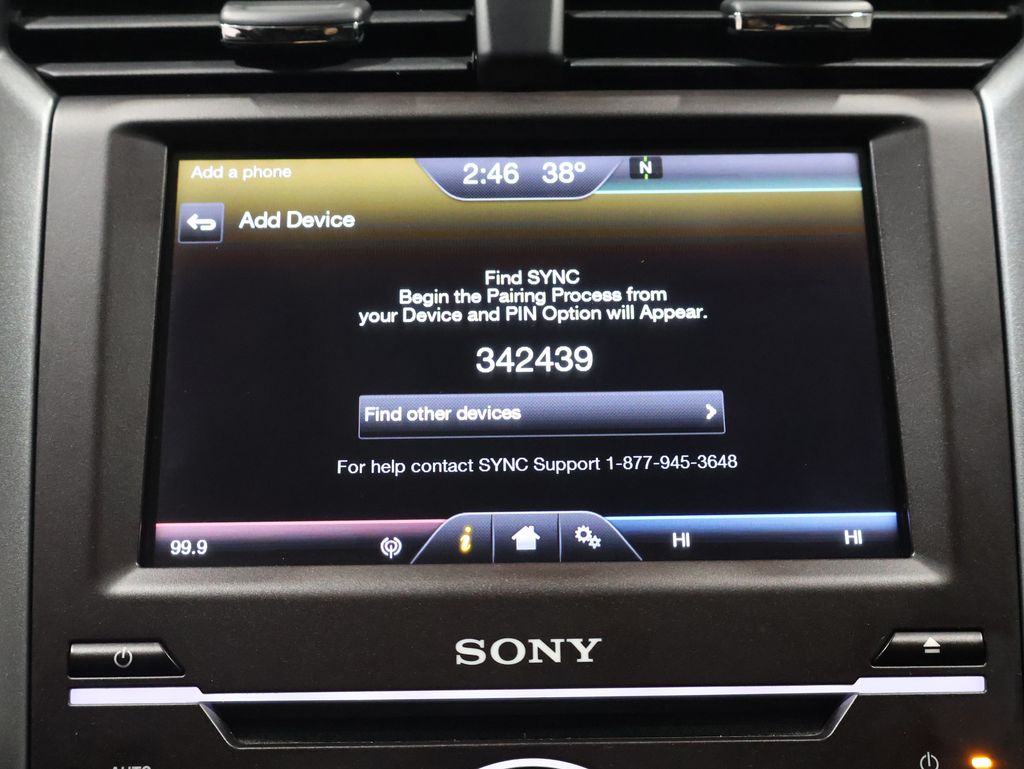 Add a phone
2:46 38° N
Add Device
Find SYNC
Begin the Pairing Process from
your Device and PIN Option will Appear.
342439
Find other devices
For help contact SYNC Support 1-877-945-3648
99.9 i HI HI
SONY
AUTO